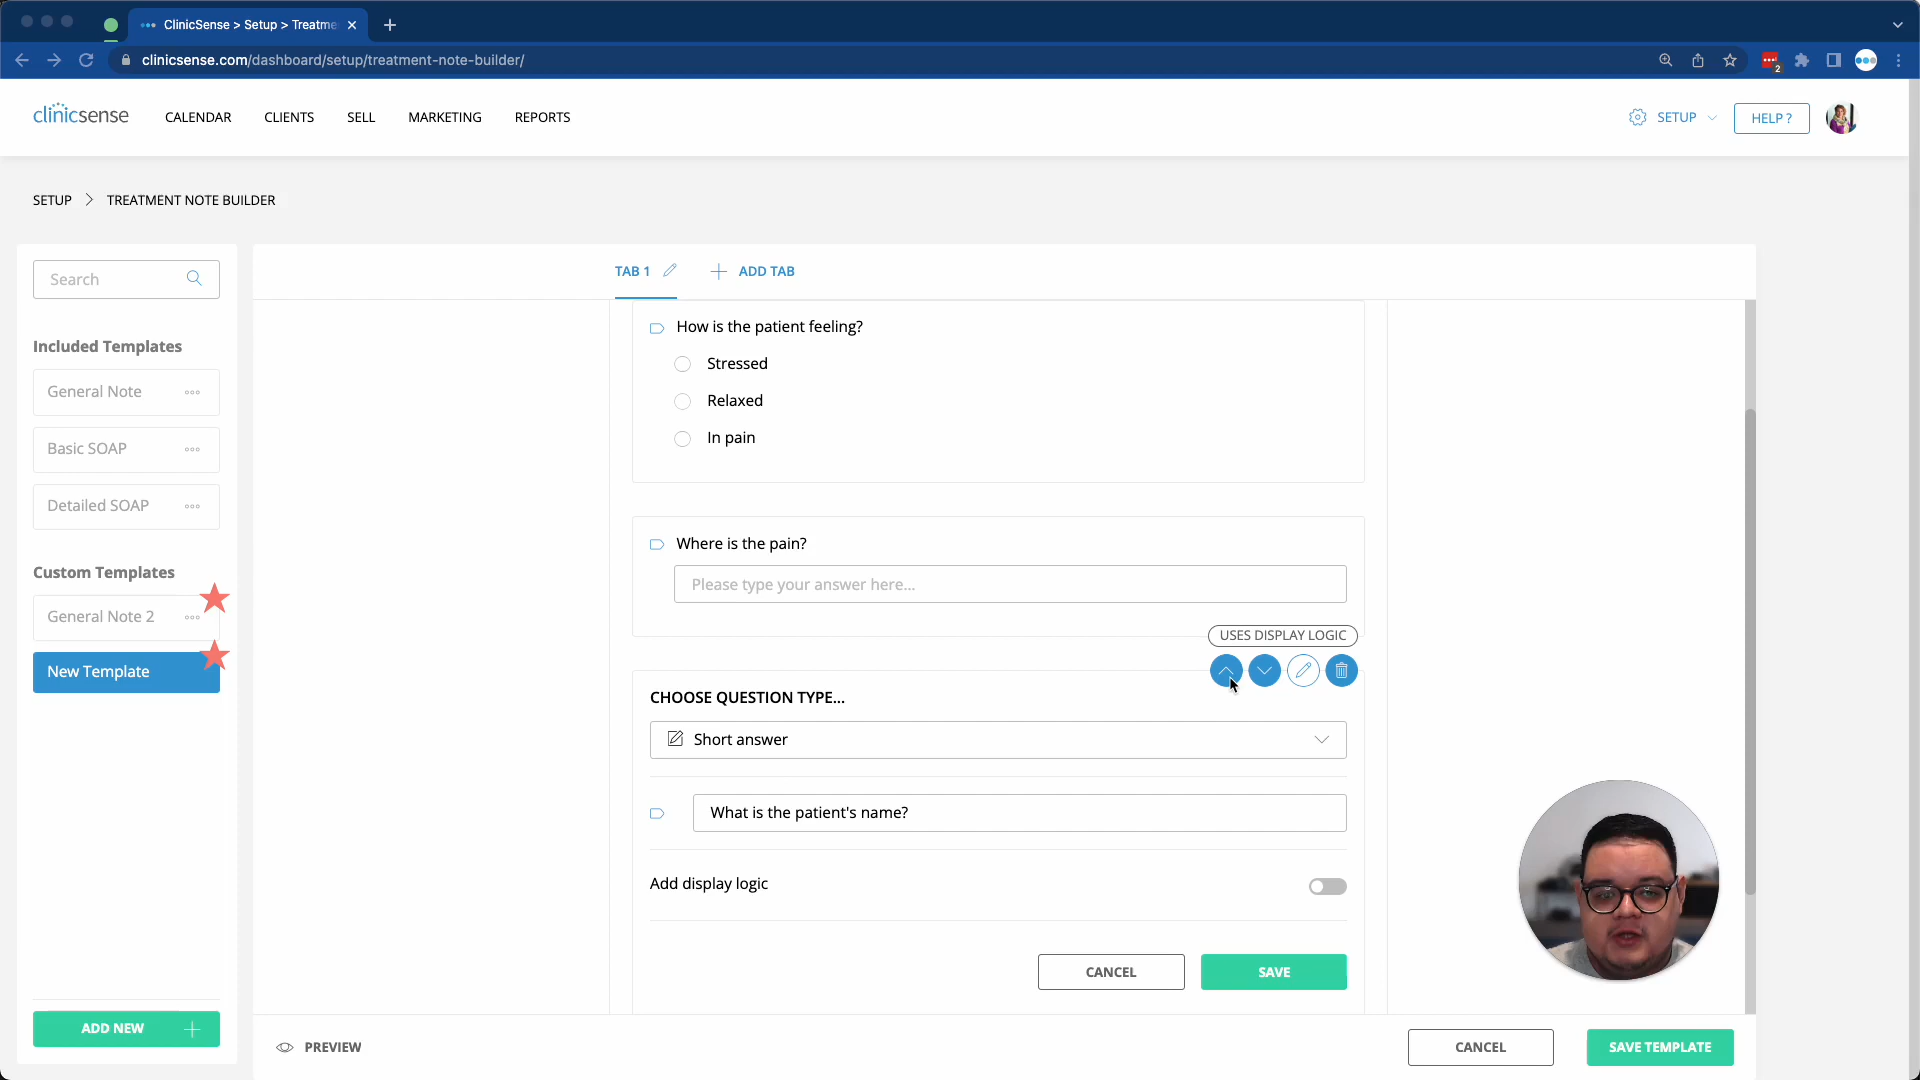 ClinicSense > Setup > Treatme
clinicsense.com/dashboard/setup/treatment-note-builder/
2
clinicsense
CALENDAR
CLIENTS
SELL
MARKETING
REPORTS
SETUP
HELP ?
SETUP
TREATMENT NOTE BUILDER
Search
TAB 1
ADD TAB
Included Templates
General Note
Basic SOAP
Detailed SOAP
Custom Templates
General Note 2
New Template
ADD NEW
How is the patient feeling?
Stressed
Relaxed
In pain
Where is the pain?
Please type your answer here...
USES DISPLAY LOGIC
CHOOSE QUESTION TYPE...
Short answer
What is the patient's name?
Add display logic
CANCEL
SAVE
PREVIEW
CANCEL
SAVE TEMPLATE